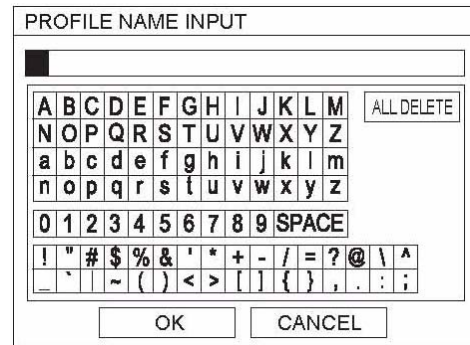 PROFILE NAME INPUT
A B C D E F G H I J K L M ALL DELETE
N O P Q R S T U V W X Y Z
a b c d e f g h i j k l m
n o p q r s t u v w x y z
0 1 2 3 4 5 6 7 8 9 SPACE
! " # $ % & ' * + - / = ? @ \ ^
_ ` | ~ ( ) < > [ ] { } , . : ;
OK CANCEL